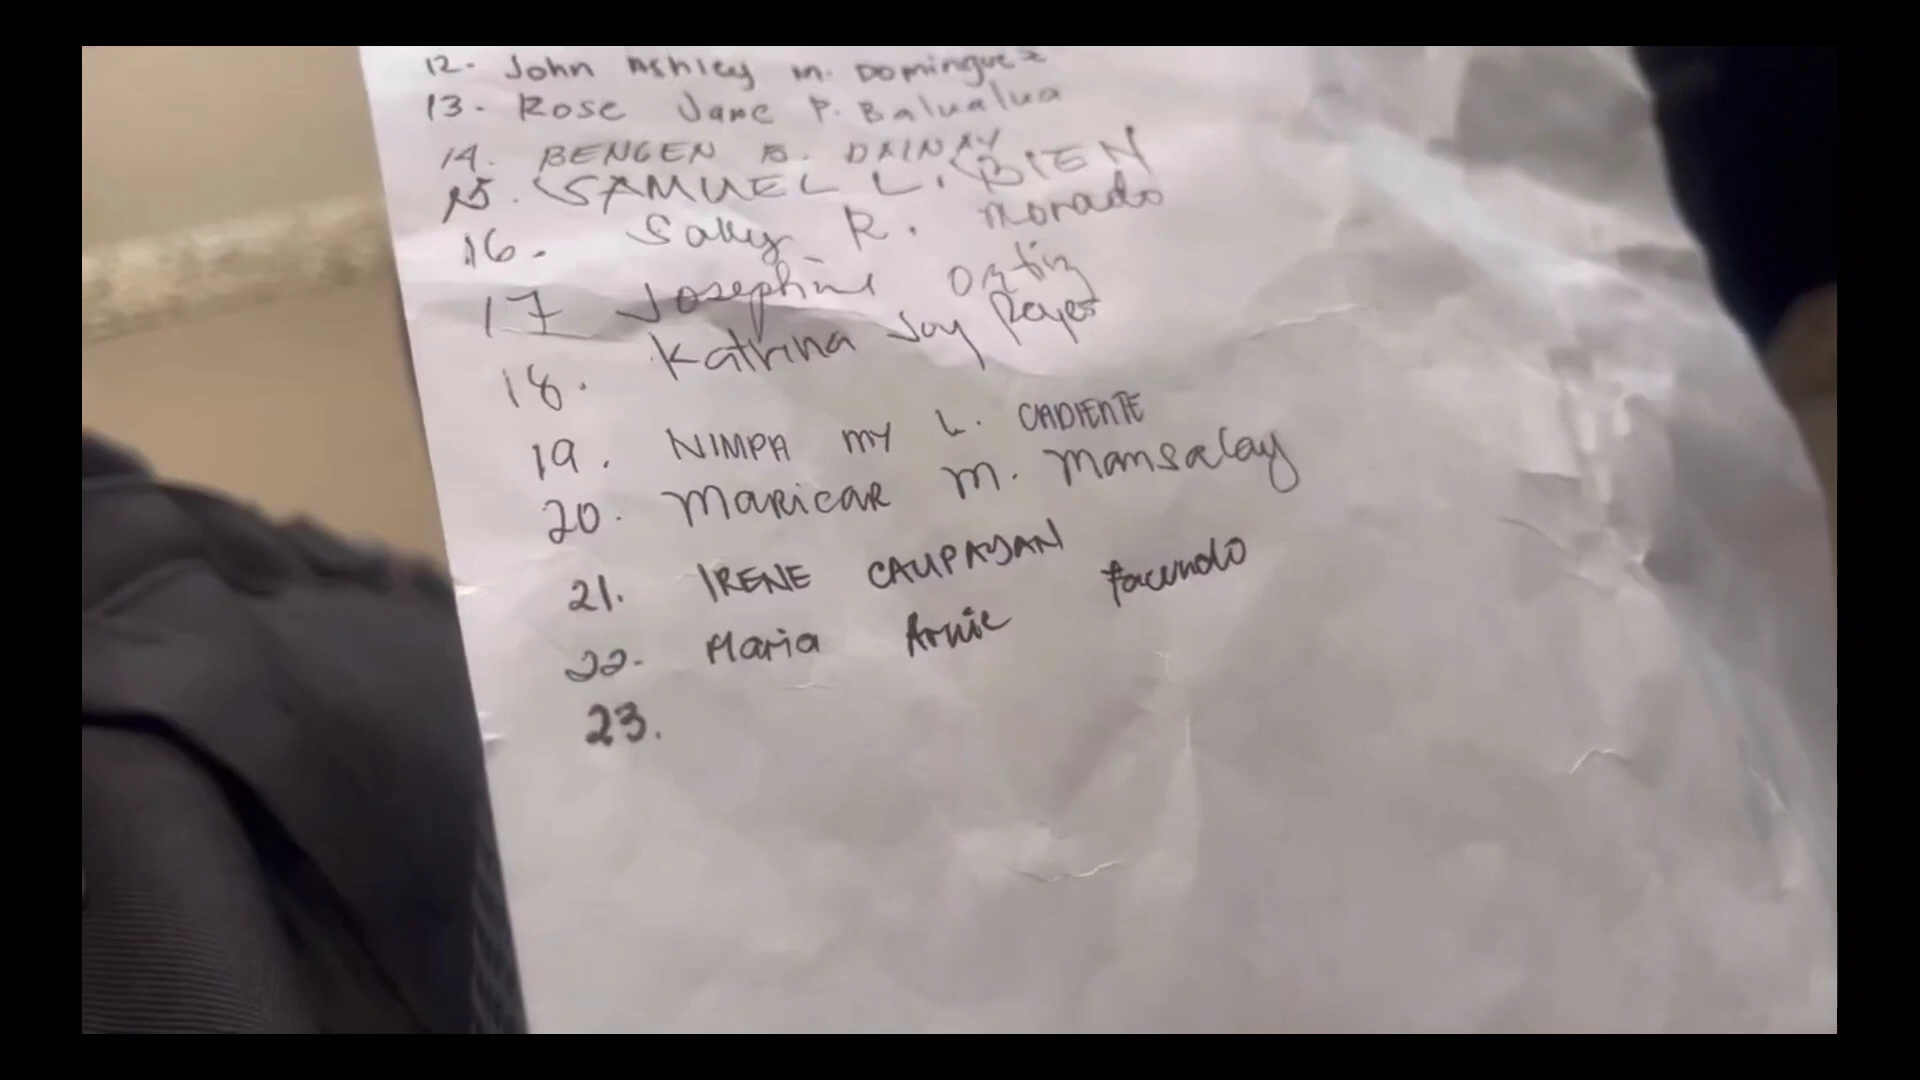 12. John Ashley M. Dominguez
13. Rose Jane P. Balualua
14. BENGEN B. DAINAY
15. SAMUEL L. BIEN
16. Sally R. Morado
17 Josephine Ortiz
18. Katrina Joy Reyes
19. NIMPA MY L. CADIENTE
20. Maricar M. Mansalay
21. IRENE CAUPAYAN
22. Maria Arnie Facundo
23.